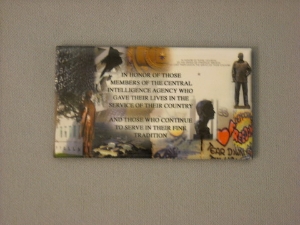 IN HONOR OF THOSE
MEMBERS OF THE CENTRAL
INTELLIGENCE AGENCY WHO
GAVE THEIR LIVES IN THE
SERVICE OF THEIR COUNTRY
AND THOSE WHO CONTINUE
TO SERVE IN THEIR FINE
TRADITION